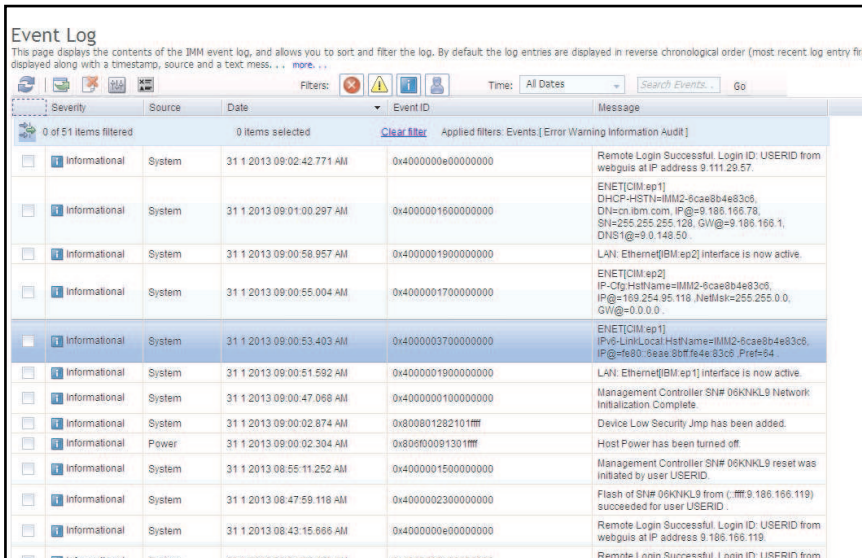 Event Log
This page displays the contents of the IMM event log, and allows you to sort and filter the log. By default the log entries are displayed in reverse chronological order (most recent log entry fir
displayed along with a timestamp, source and a text mess. . . more. . .
Filters: Time: All Dates Search Events. . Go
Severity Source Date Event ID Message
0 of 51 items filtered 0 items selected Clear filter Applied filters: Events:[ Error Warning Information Audit ]
Informational System 31 1 2013 09:02:42.771 AM 0x4000000e00000000 Remote Login Successful. Login ID: USERID from
webguis at IP address 9.111.29.57.
ENET[CIM:ep1]
DHCP-HSTN=IMM2-6cae8b4e83c6,
Informational System 31 1 2013 09:01:00.297 AM 0x4000001600000000 DN=cn.ibm.com, IP@=9.186.166.78,
SN=255.255.255.128, GW@=9.186.166.1,
DNS1@=9.0.148.50 .
Informational System 31 1 2013 09:00:58.957 AM 0x4000001900000000 LAN: Ethernet[IBM:ep2] interface is now active.
ENET[CIM:ep2]
Informational System 31 1 2013 09:00:55.004 AM 0x4000001700000000 IP-Cfg:HstName=IMM2-6cae8b4e83c6,
IP@=169.254.95.118 ,NetMsk=255.255.0.0,
GW@=0.0.0.0 .
ENET[CIM:ep1]
Informational System 31 1 2013 09:00:53.403 AM 0x4000003700000000 IPv6-LinkLocal:HstName=IMM2-6cae8b4e83c6,
IP@=fe80::6eae:8bff:fe4e:83c6 ,Pref=64 .
Informational System 31 1 2013 09:00:51.592 AM 0x4000001900000000 LAN: Ethernet[IBM:ep1] interface is now active.
Informational System 31 1 2013 09:00:47.068 AM 0x4000000100000000 Management Controller SN# 06KNKL9 Network
Initialization Complete.
Informational System 31 1 2013 09:00:02.874 AM 0x800801282101ffff Device Low Security Jmp has been added.
Informational Power 31 1 2013 09:00:02.304 AM 0x806f00091301ffff Host Power has been turned off.
Informational System 31 1 2013 08:55:11.252 AM 0x4000001500000000 Management Controller SN# 06KNKL9 reset was
initiated by user USERID.
Informational System 31 1 2013 08:47:59.118 AM 0x4000002300000000 Flash of SN# 06KNKL9 from (::ffff:9.186.166.119)
succeeded for user USERID .
Informational System 31 1 2013 08:43:15.666 AM 0x4000000e00000000 Remote Login Successful. Login ID: USERID from
webguis at IP address 9.186.166.119.
Remote Login Successful. Login ID: USERID from